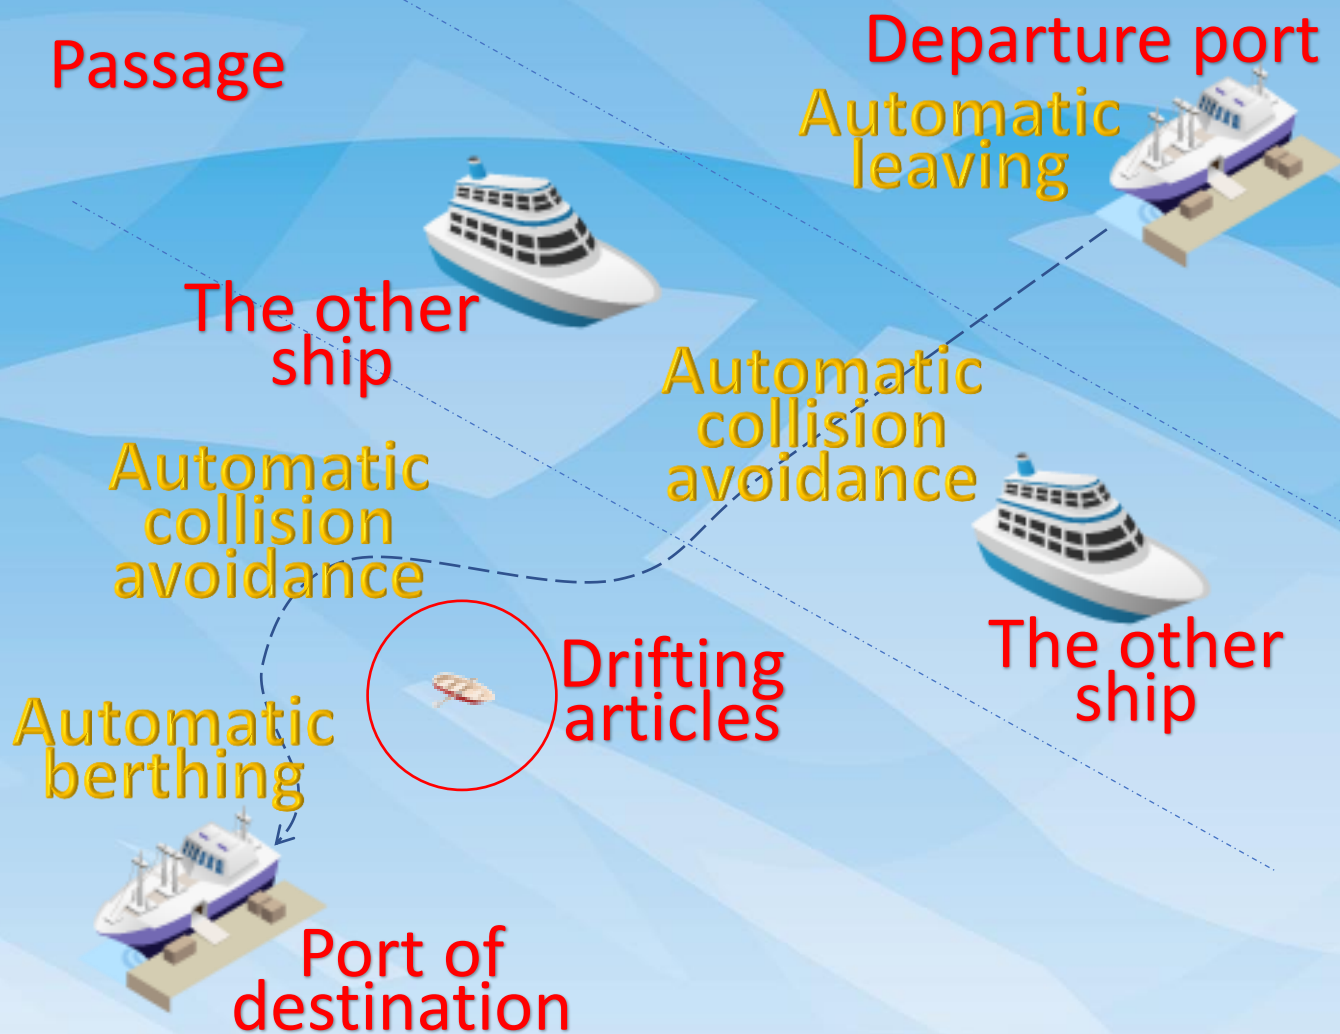 Passage
Departure port
Automatic
leaving
The other
ship
Automatic
collision
avoidance
Automatic
collision
avoidance
The other
ship
Drifting
articles
Automatic
berthing
Port of
destination